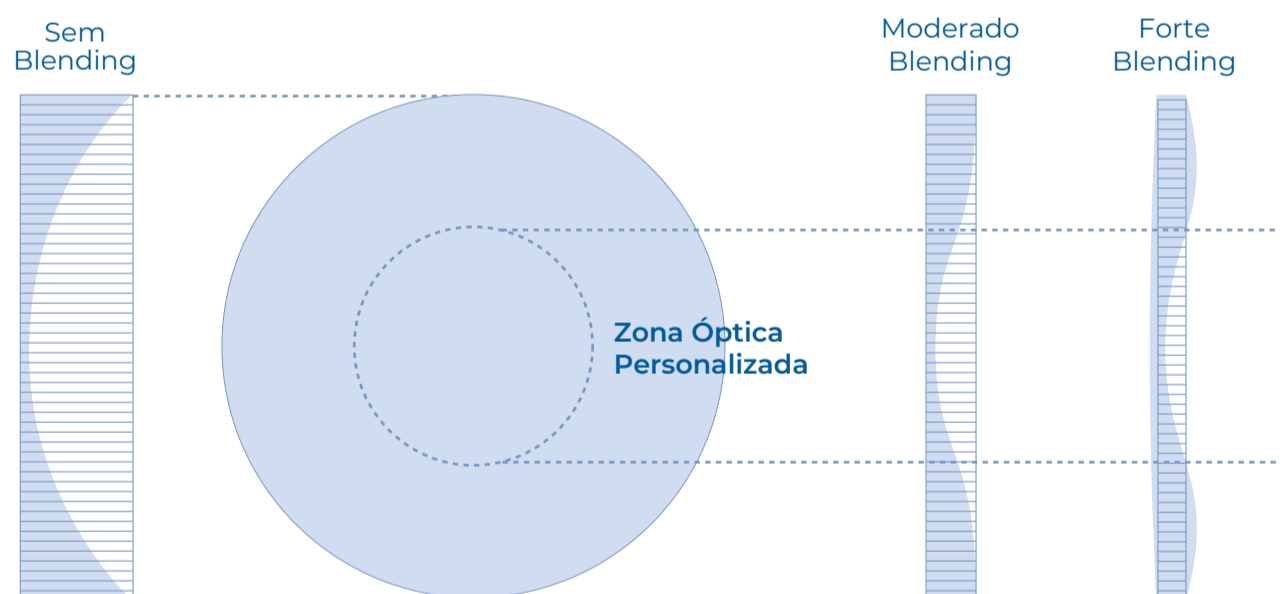 Sem
Blending
Moderado
Blending
Forte
Blending
Zona Óptica
Personalizada